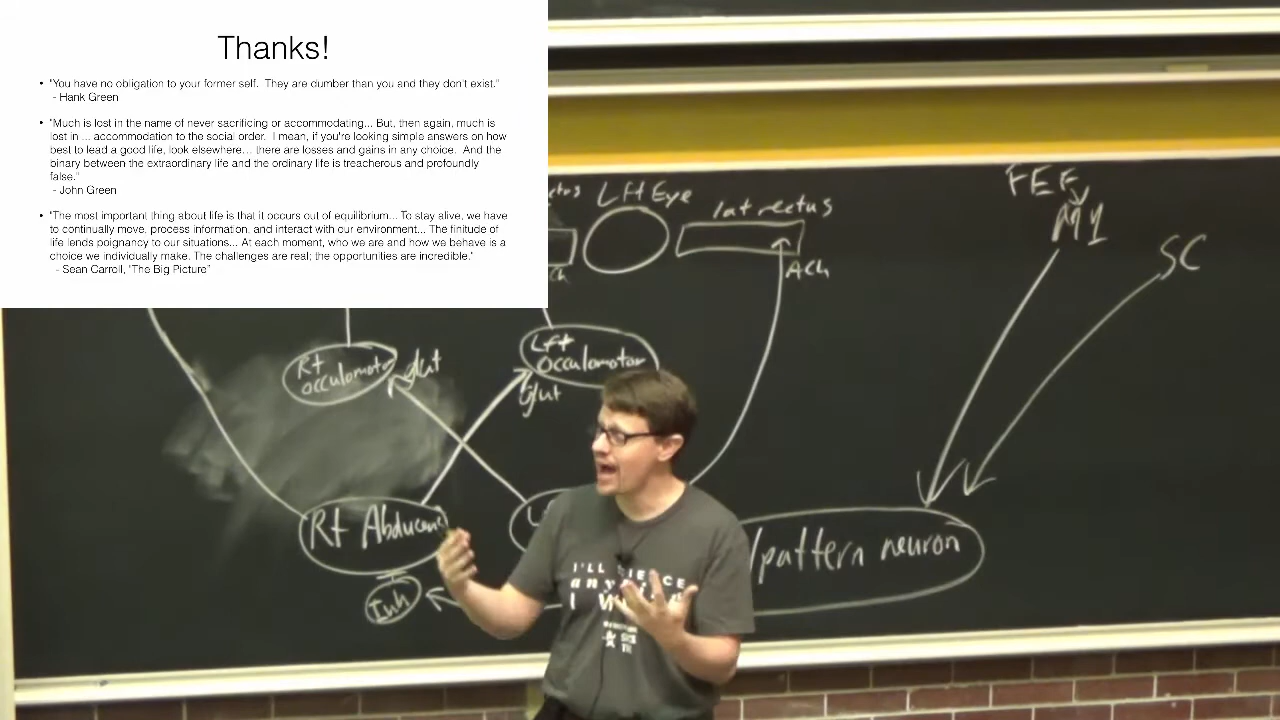 Thanks!
• "You have no obligation to your former self. They are dumber than you and they don't exist."
- Hank Green
• "Much is lost in the name of never sacrificing or accommodating... But, then again, much is
lost in ... accommodation to the social order. I mean, if you're looking simple answers on how
best to lead a good life, look elsewhere... there are losses and gains in any choice. And the
binary between the extraordinary life and the ordinary life is treacherous and profoundly
false."
- John Green
• "The most important thing about life is that it occurs out of equilibrium... To stay alive, we have
to continually move, process information, and interact with our environment... The finitude of
life lends poignancy to our situations... At each moment, who we are and how we behave is a
choice we individually make. The challenges are real; the opportunities are incredible."
- Sean Carroll, "The Big Picture"
FEF
M1
SC
Lft Eye
lat rectus
ACh
Rt
occulomotor
glut
Lft
occulomotor
glut
Rt Abducens
/pattern neuron
Inh
I'LL